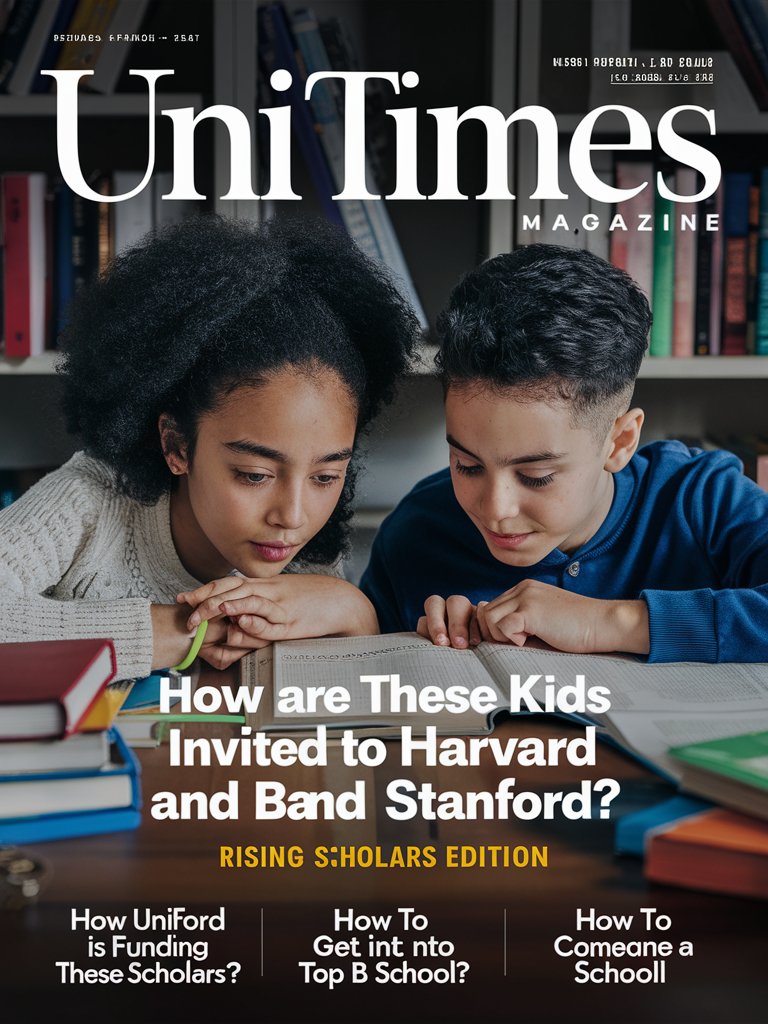 UniTimes
MAGAZINE
How are These Kids
Invited to Harvard
and Band Stanford?
RISING SCHOLARS EDITION
How UniFord
is Funding
These Scholars?
How To
Get int nto
Top B School?
How To
Comeane a
Schooll